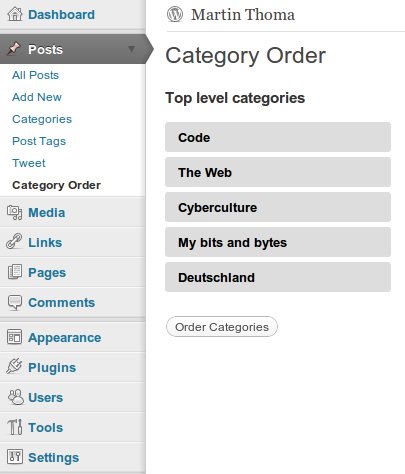 Dashboard
Posts
All Posts
Add New
Categories
Post Tags
Tweet
Category Order
Media
Links
Pages
Comments
Appearance
Plugins
Users
Tools
Settings
Martin Thoma
Category Order
Top level categories
Code
The Web
Cyberculture
My bits and bytes
Deutschland
Order Categories